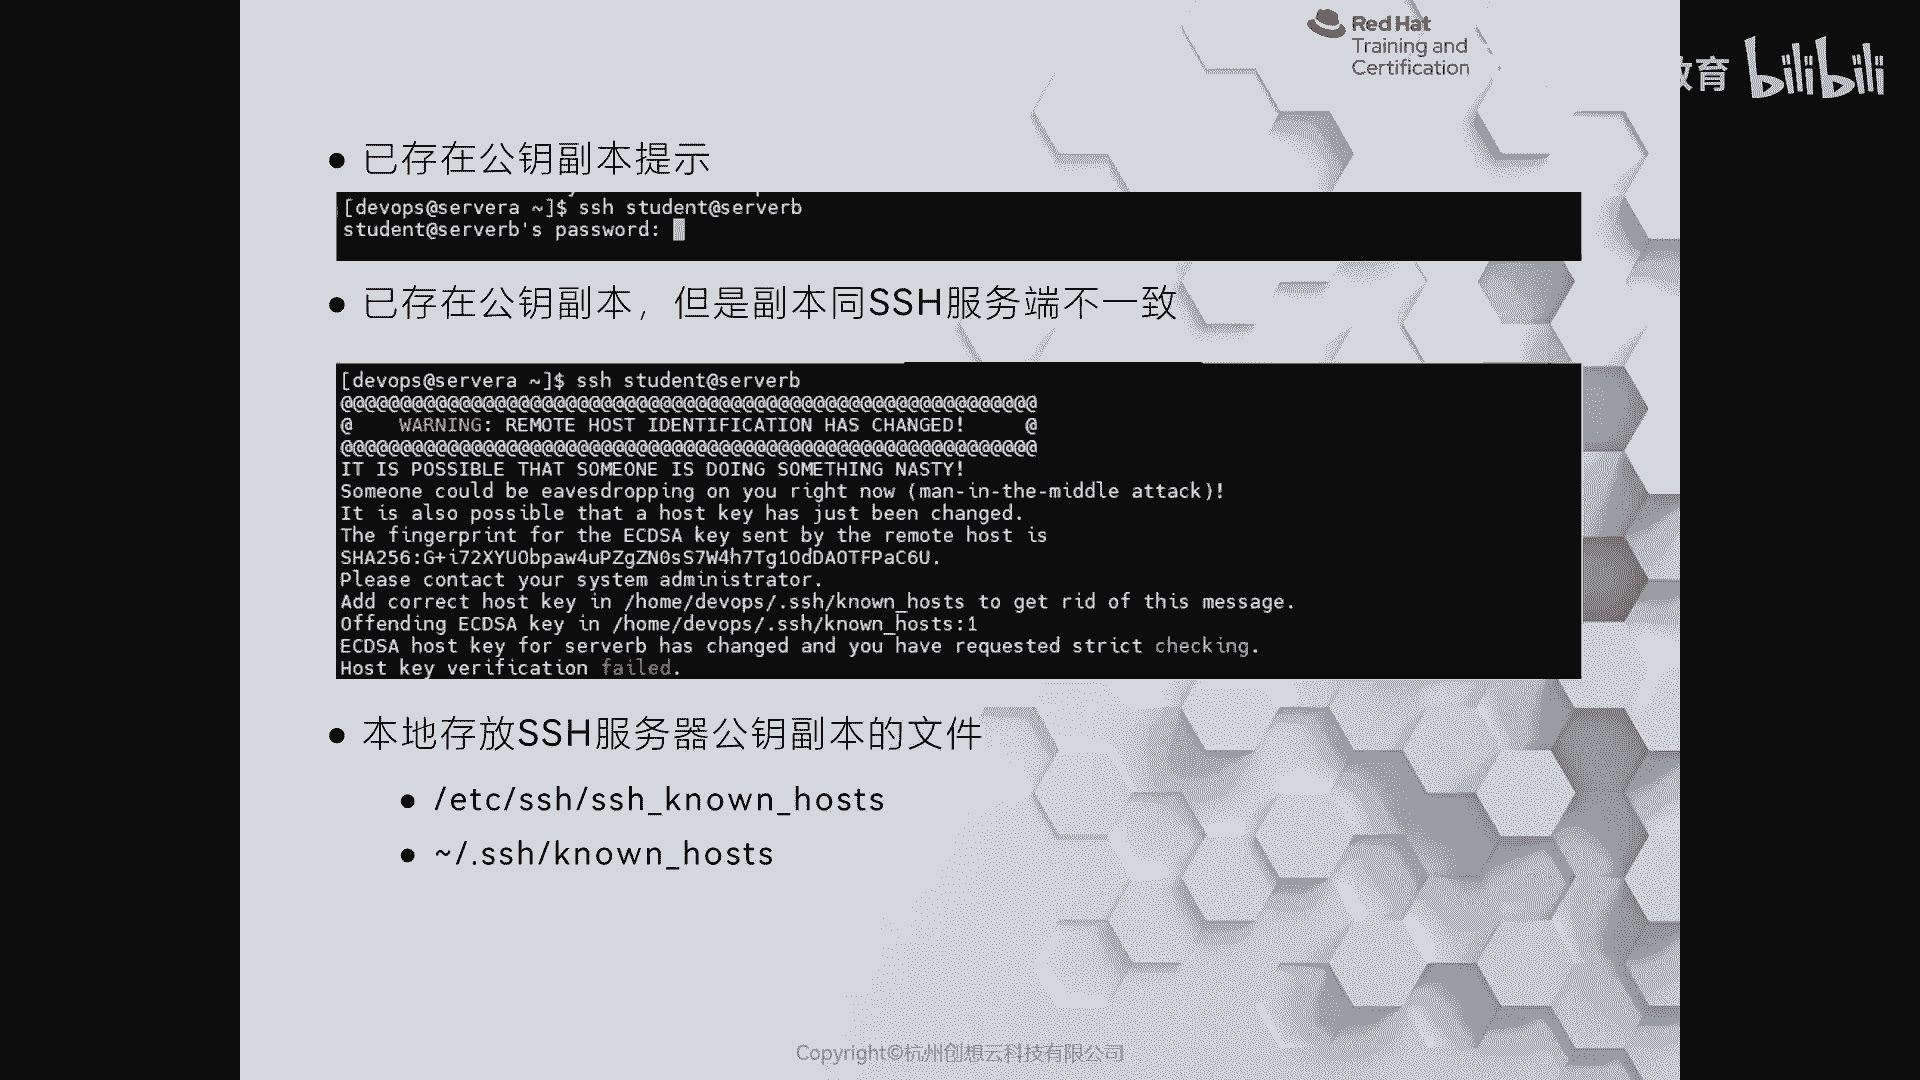 Red Hat
Training and
Certification
教育 bilibili
已存在公钥副本提示
[devops@servera ~]$ ssh student@serverb
student@serverb's password:
已存在公钥副本，但是副本同SSH服务端不一致
[devops@servera ~]$ ssh student@serverb
@@@@@@@@@@@@@@@@@@@@@@@@@@@@@@@@@@@@@@@@@@@@@@@@@@@@@@@@@@@
@    WARNING: REMOTE HOST IDENTIFICATION HAS CHANGED!     @
@@@@@@@@@@@@@@@@@@@@@@@@@@@@@@@@@@@@@@@@@@@@@@@@@@@@@@@@@@@
IT IS POSSIBLE THAT SOMEONE IS DOING SOMETHING NASTY!
Someone could be eavesdropping on you right now (man-in-the-middle attack)!
It is also possible that a host key has just been changed.
The fingerprint for the ECDSA key sent by the remote host is
SHA256:G+i72XYUObpaw4uPZgZN0sS7W4h7Tg1OdDAOTFPaC6U.
Please contact your system administrator.
Add correct host key in /home/devops/.ssh/known_hosts to get rid of this message.
Offending ECDSA key in /home/devops/.ssh/known_hosts:1
ECDSA host key for serverb has changed and you have requested strict checking.
Host key verification failed.
本地存放SSH服务器公钥副本的文件
/etc/ssh/ssh_known_hosts
~/.ssh/known_hosts
Copyright©杭州创想云科技有限公司